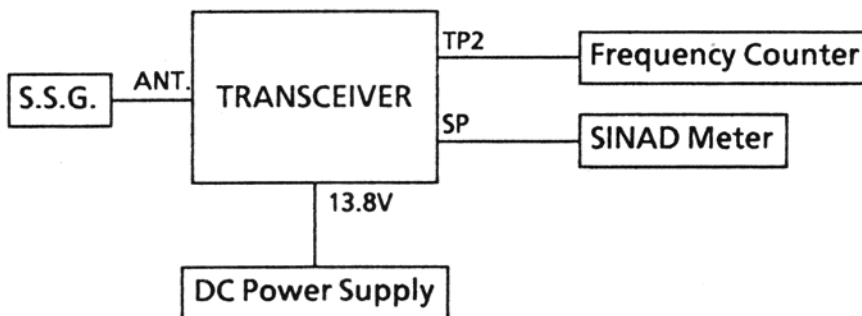 TP2
Frequency Counter
S.S.G.
ANT.
TRANSCEIVER
SP
SINAD Meter
13.8V
DC Power Supply